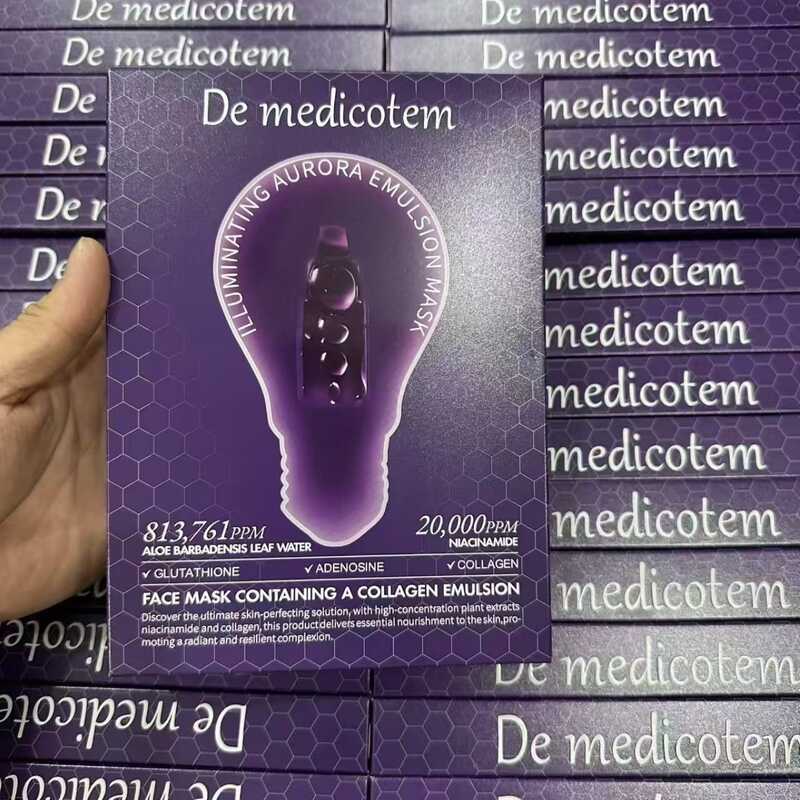 De medicotem
De medicotem
De medicotem
De medicotem
De
medicotem
De
medicotem
De
medicotem
De
medicotem
medicotem
medicotem
medicotem
medicotem
medicotem
De medicotem
De medicotem
De medicotem
De medicotem
De medicotem
De medicotem
ILLUMINATING AURORA EMULSION MASK
813,761PPM
ALOE BARBADENSIS LEAF WATER
20,000PPM
NIACINAMIDE
✓ GLUTATHIONE ✓ ADENOSINE ✓ COLLAGEN
FACE MASK CONTAINING A COLLAGEN EMULSION
Discover the ultimate skin-perfecting solution, with high-concentration plant extracts
niacinamide and collagen, this product delivers essential nourishment to the skin,pro-
moting a radiant and resilient complexion.